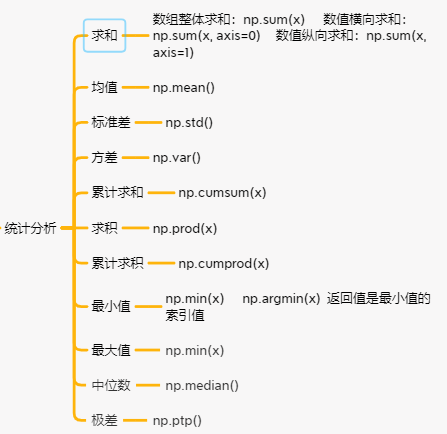 统计分析
求和
数组整体求和：np.sum(x) 数值横向求和：
np.sum(x, axis=0) 数值纵向求和：np.sum(x,
axis=1)
均值
np.mean()
标准差
np.std()
方差
np.var()
累计求和
np.cumsum(x)
求积
np.prod(x)
累计求积
np.cumprod(x)
最小值
np.min(x) np.argmin(x) 返回值是最小值的
索引值
最大值
np.min(x)
中位数
np.median()
极差
np.ptp()